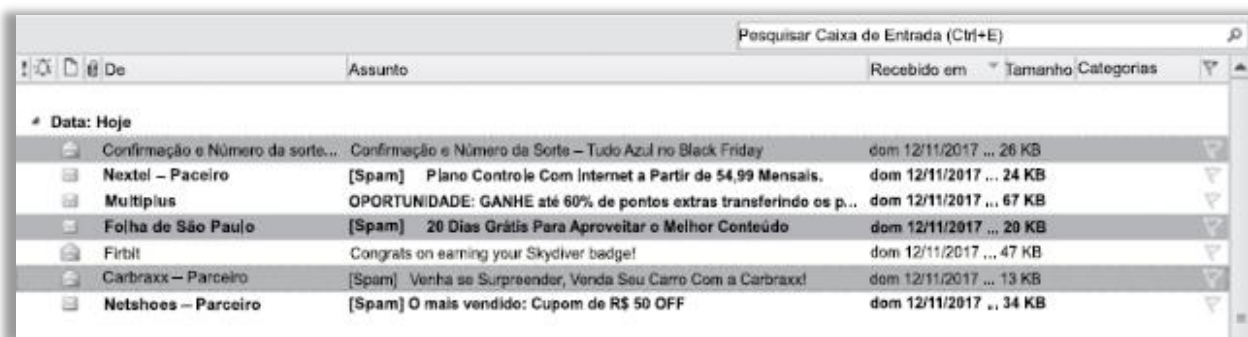 Pesquisar Caixa de Entrada (Ctrl+E)
! De Assunto Recebido em Tamanho Categorias
Data: Hoje
Confirmação e Número da sorte... Confirmação e Número da Sorte – Tudo Azul no Black Friday dom 12/11/2017 ... 26 KB
Nextel – Paceiro [Spam] Plano Controle Com Internet a Partir de 54,99 Mensais. dom 12/11/2017 ... 24 KB
Multiplus OPORTUNIDADE: GANHE até 60% de pontos extras transferindo os p... dom 12/11/2017 ... 67 KB
Folha de São Paulo [Spam] 20 Dias Grátis Para Aproveitar o Melhor Conteúdo dom 12/11/2017 ... 20 KB
Firbit Congrats on earning your Skydiver badge! dom 12/11/2017 ... 47 KB
Carbraxx – Parceiro [Spam] Venha se Surpreender, Venda Seu Carro Com a Carbraxx! dom 12/11/2017 ... 13 KB
Netshoes – Parceiro [Spam] O mais vendido: Cupom de R$ 50 OFF dom 12/11/2017 .. 34 KB